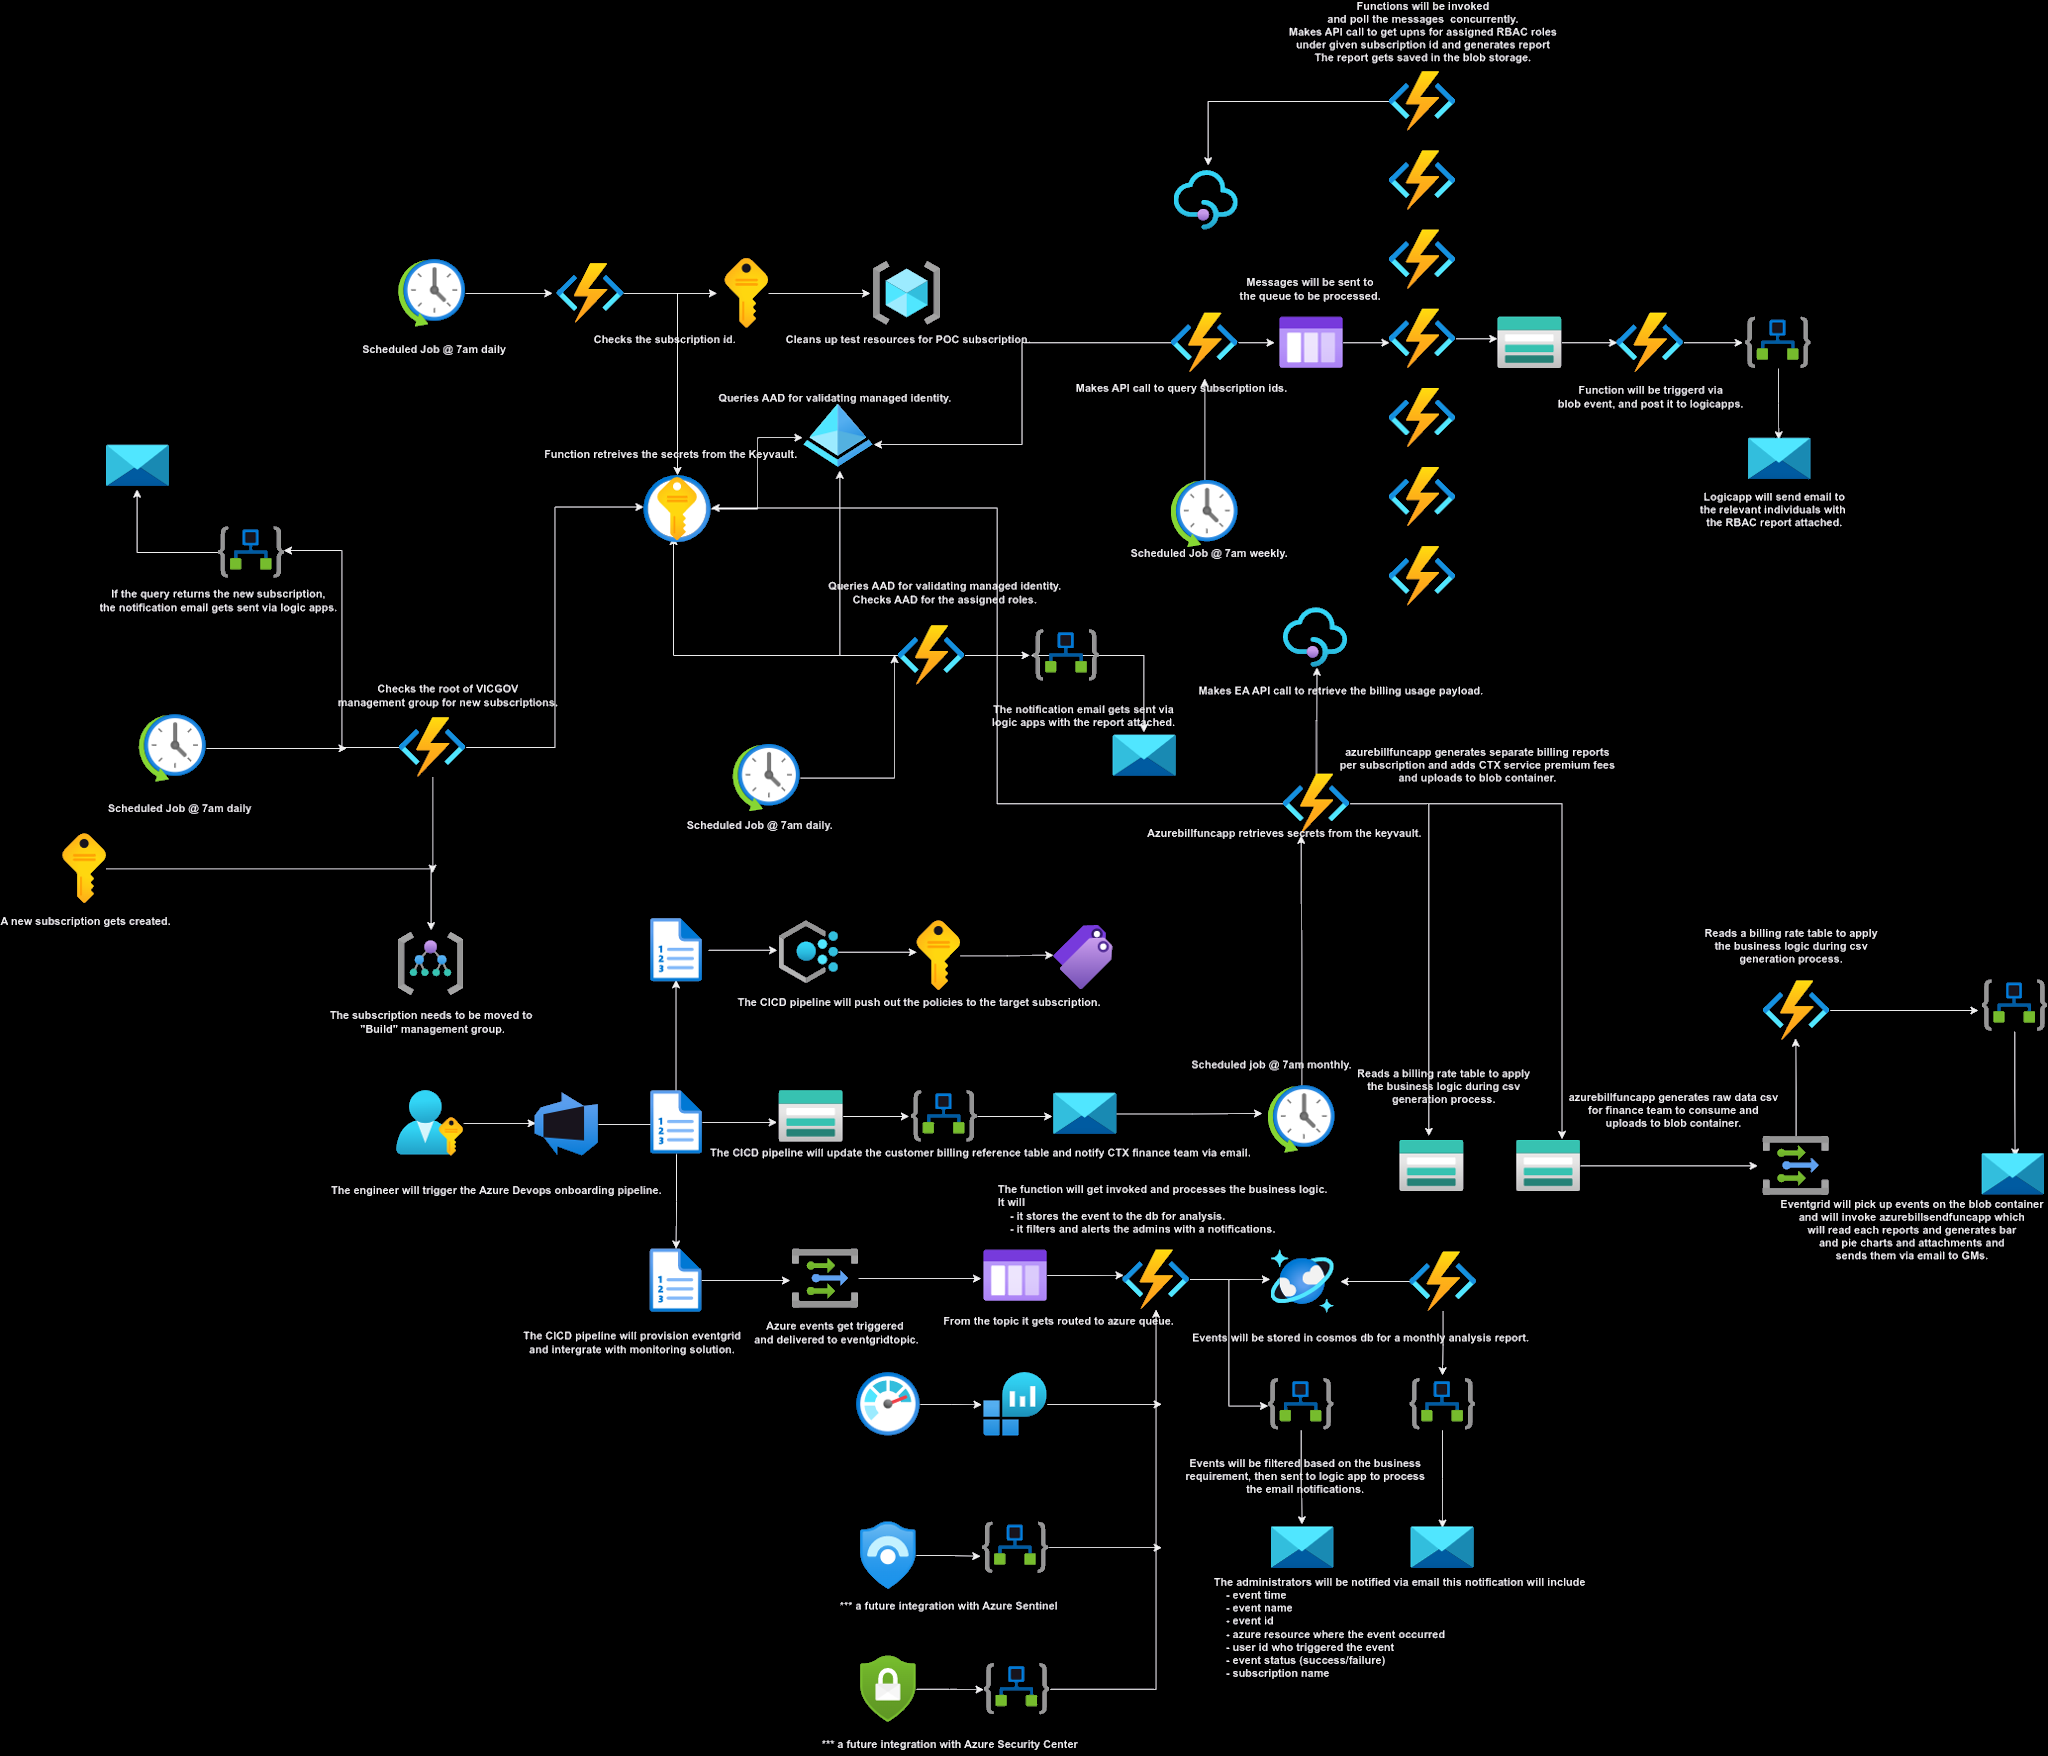 Functions will be invoked
and poll the messages concurrently.
Makes API call to get upns for assigned RBAC roles
under given subscription id and generates report
The report gets saved in the blob storage.
Messages will be sent to
the queue to be processed.
Scheduled Job @ 7am daily
Checks the subscription id.
Cleans up test resources for POC subscription.
Makes API call to query subscription ids.
Function will be triggerd via
blob event, and post it to logicapps.
Queries AAD for validating managed identity.
Function retreives the secrets from the Keyvault.
Logicapp will send email to
the relevant individuals with
the RBAC report attached.
Scheduled Job @ 7am weekly.
If the query returns the new subscription,
the notification email gets sent via logic apps.
Queries AAD for validating managed identity.
Checks AAD for the assigned roles.
Checks the root of VICGOV
management group for new subscriptions.
Makes EA API call to retrieve the billing usage payload.
The notification email gets sent via
logic apps with the report attached.
azurebillfuncapp generates separate billing reports
per subscription and adds CTX service premium fees
and uploads to blob container.
Scheduled Job @ 7am daily
Scheduled Job @ 7am daily.
Azurebillfuncapp retrieves secrets from the keyvault.
A new subscription gets created.
Reads a billing rate table to apply
the business logic during csv
generation process.
The CICD pipeline will push out the policies to the target subscription.
The subscription needs to be moved to
"Build" management group.
Scheduled job @ 7am monthly.
Reads a billing rate table to apply
the business logic during csv
generation process.
azurebillfuncapp generates raw data csv
for finance team to consume and
uploads to blob container.
1
2
3
1
2
3
1
2
3
The CICD pipeline will update the customer billing reference table and notify CTX finance team via email.
The engineer will trigger the Azure Devops onboarding pipeline.
The function will get invoked and processes the business logic.
It will
- it stores the event to the db for analysis.
- it filters and alerts the admins with a notifications.
Eventgrid will pick up events on the blob container
and will invoke azurebillsendfuncapp which
will read each reports and generates bar
and pie charts and attachments and
sends them via email to GMs.
The CICD pipeline will provision eventgrid
and intergrate with monitoring solution.
Azure events get triggered
and delivered to eventgridtopic.
From the topic it gets routed to azure queue.
Events will be stored in cosmos db for a monthly analysis report.
Events will be filtered based on the business
requirement, then sent to logic app to process
the email notifications.
*** a future integration with Azure Sentinel
The administrators will be notified via email this notification will include
- event time
- event name
- event id
- azure resource where the event occurred
- user id who triggered the event
- event status (success/failure)
- subscription name
*** a future integration with Azure Security Center